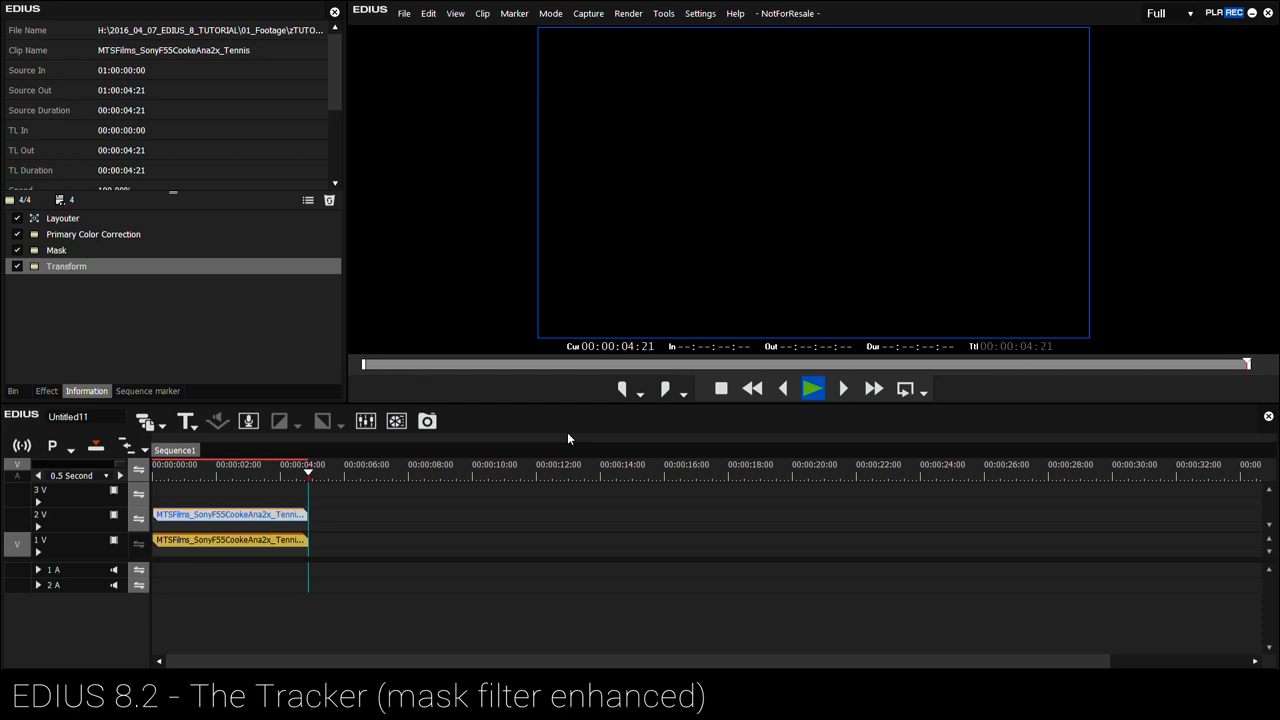 EDIUS
File Name H:\2016_04_07_EDIUS_8_TUTORIAL\01_Footage\zTUTO...
Clip Name MTSFilms_SonyF55CookeAna2x_Tennis
Source In 01:00:00:00
Source Out 01:00:04:21
Source Duration 00:00:04:21
TL In 00:00:00:00
TL Out 00:00:04:21
TL Duration 00:00:04:21
Speed 100.00%
4/4 4
Layouter
Primary Color Correction
Mask
Transform
Bin Effect Information Sequence marker
EDIUS File Edit View Clip Marker Mode Capture Render Tools Settings Help - NotForResale - Full PLR REC
Cur 00:00:04:21 In --:--:--:-- Out --:--:--:-- Dur --:--:--:-- Ttl 00:00:04:21
EDIUS Untitled11
Sequence1
00:00:00:00 00:00:02:00 00:00:04:00 00:00:06:00 00:00:08:00 00:00:10:00 00:00:12:00 00:00:14:00 00:00:16:00 00:00:18:00 00:00:20:00 00:00:22:00 00:00:24:00 00:00:26:00 00:00:28:00 00:00:30:00 00:00:32:00 00:00
V
A 0.5 Second
3 V
2 V MTSFilms_SonyF55CookeAna2x_Tenni...
V 1 V MTSFilms_SonyF55CookeAna2x_Tenni...
1 A
2 A
EDIUS 8.2 - The Tracker (mask filter enhanced)